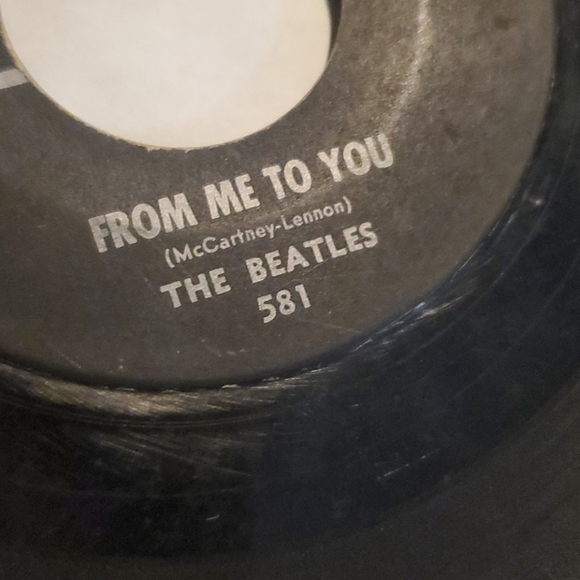 FROM ME TO YOU
(McCartney-Lennon)
THE BEATLES
581